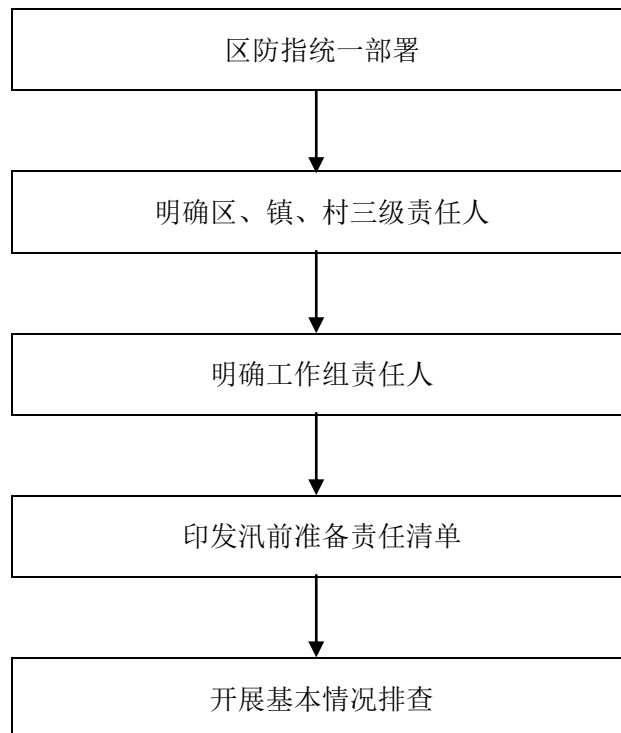 区防指统一部署
明确区、镇、村三级责任人
明确工作组责任人
印发汛前准备责任清单
开展基本情况排查